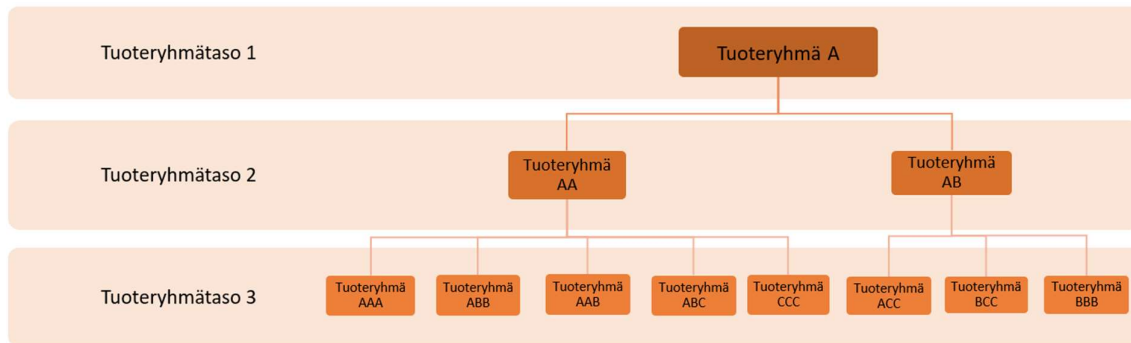 Tuoteryhmätaso 1
Tuoteryhmä A
Tuoteryhmätaso 2
Tuoteryhmä
AA
Tuoteryhmä
AB
Tuoteryhmätaso 3
Tuoteryhmä
AAA
Tuoteryhmä
ABB
Tuoteryhmä
AAB
Tuoteryhmä
ABC
Tuoteryhmä
CCC
Tuoteryhmä
ACC
Tuoteryhmä
BCC
Tuoteryhmä
BBB